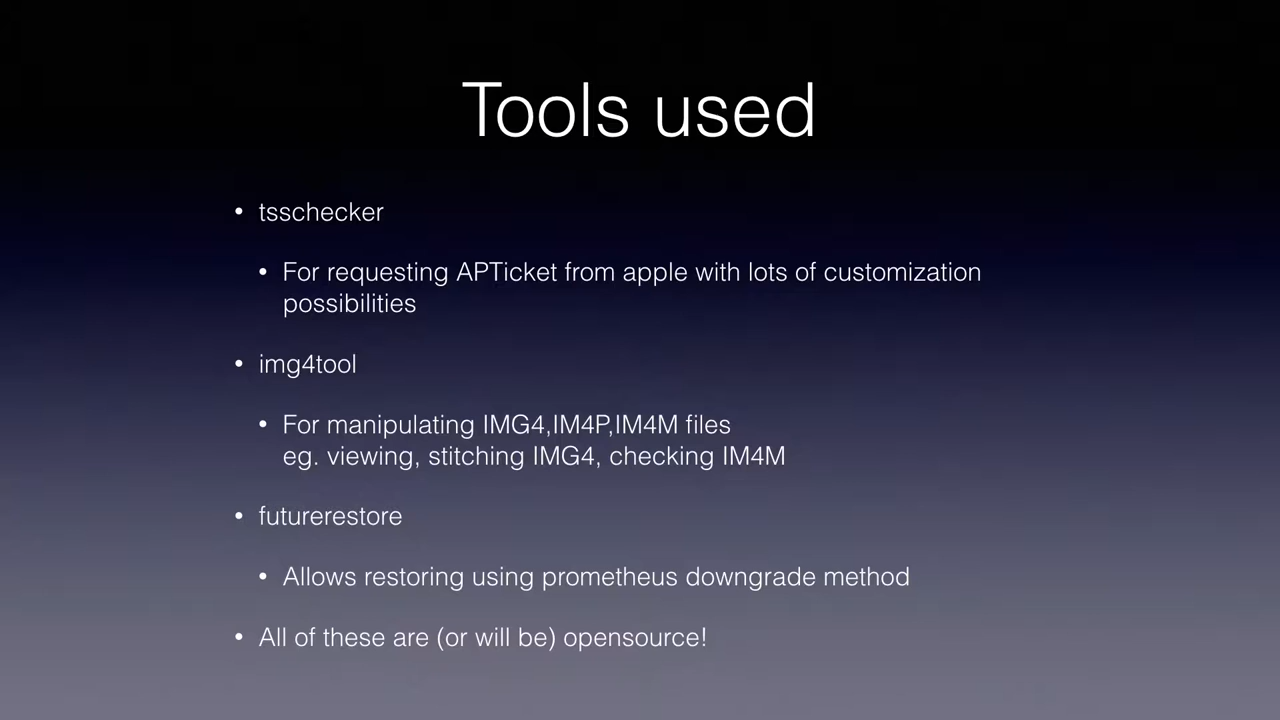 Tools used
• tsschecker
• For requesting APTicket from apple with lots of customization
possibilities
• img4tool
• For manipulating IMG4,IM4P,IM4M files
eg. viewing, stitching IMG4, checking IM4M
• futurerestore
• Allows restoring using prometheus downgrade method
• All of these are (or will be) opensource!